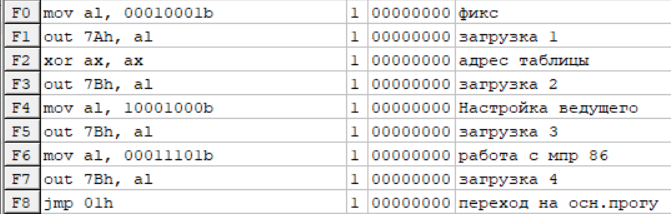 F0 mov al, 00010001b 1 00000000 фикс
F1 out 7Ah, al 1 00000000 загрузка 1
F2 xor ax, ax 1 00000000 адрес таблицы
F3 out 7Bh, al 1 00000000 загрузка 2
F4 mov al, 10001000b 1 00000000 Настройка ведущего
F5 out 7Bh, al 1 00000000 загрузка 3
F6 mov al, 00011101b 1 00000000 работа с мпр 86
F7 out 7Bh, al 1 00000000 загрузка 4
F8 jmp 01h 1 00000000 переход на осн.прогу